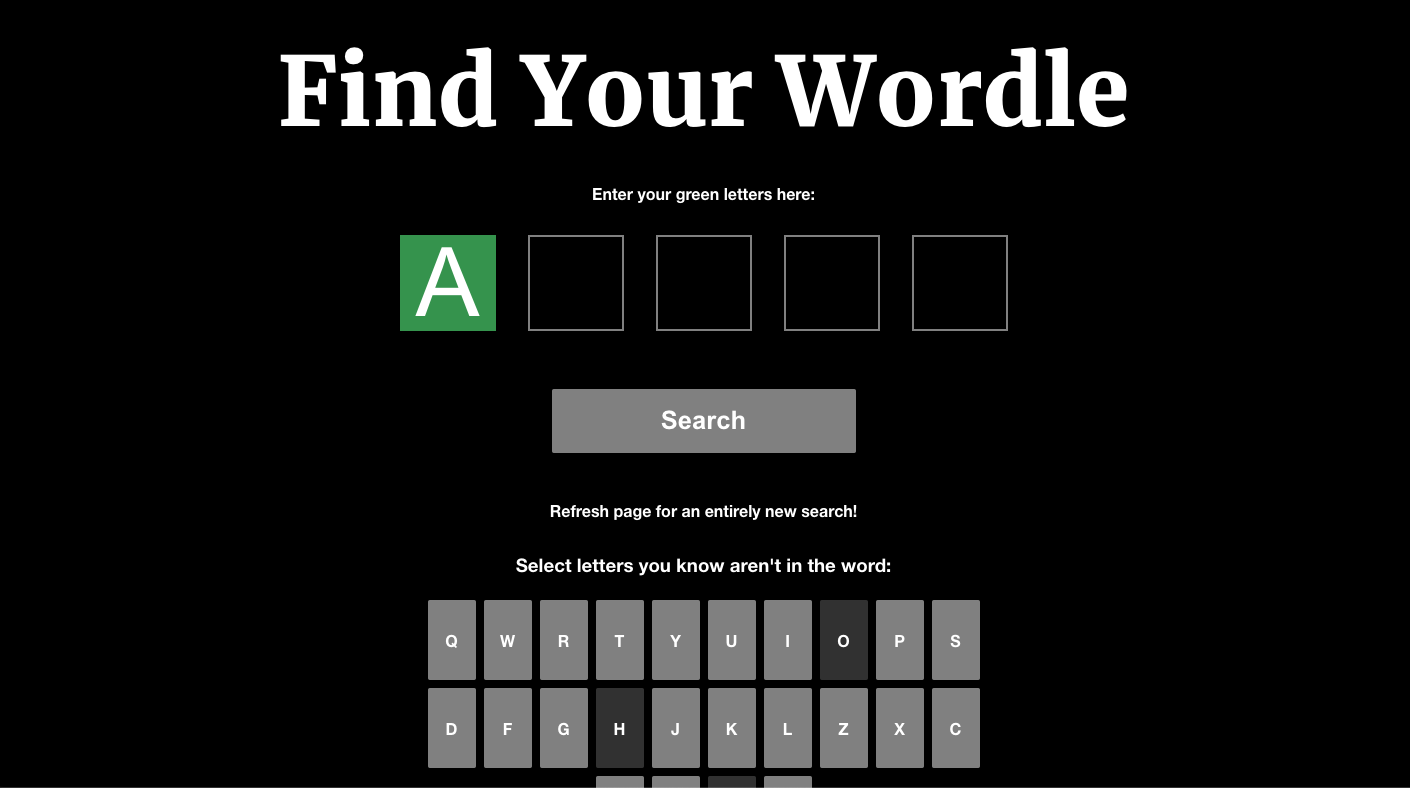 Find Your Wordle
Enter your green letters here:
A
Search
Refresh page for an entirely new search!
Select letters you know aren't in the word:
Q W R T Y U I O P S
D F G H J K L Z X C